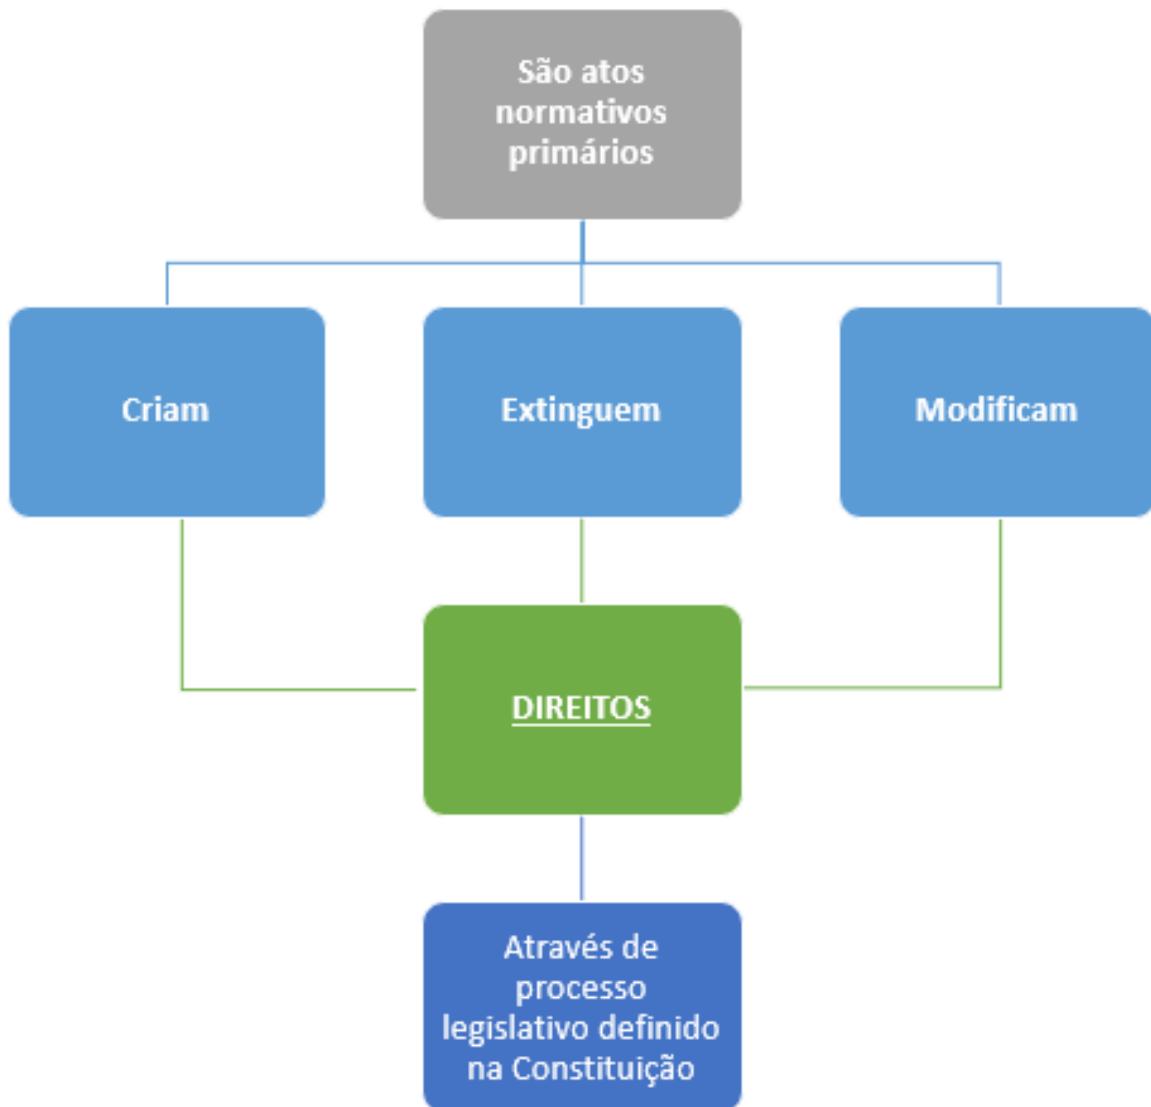 São atos
normativos
primários
Criam
Extinguem
Modificam
DIREITOS
Através de
processo
legislativo definido
na Constituição